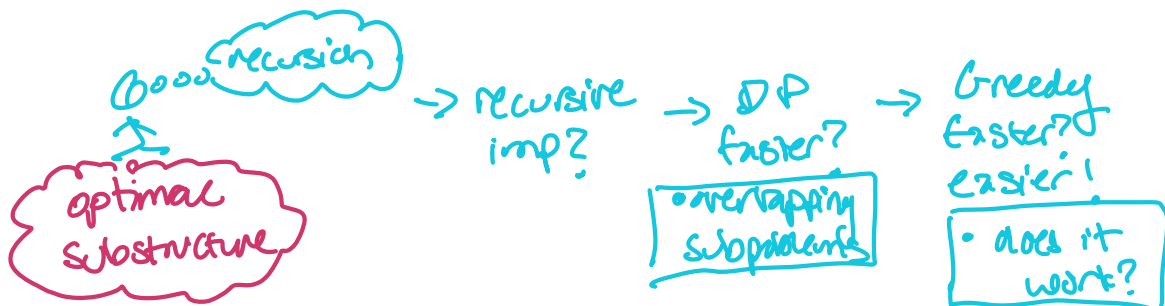 recursion
optimal
substructure
→ recursive
imp?
→ DP
faster?
• overlapping
subproblems
→ Greedy
faster?
easier!
• does it
work?